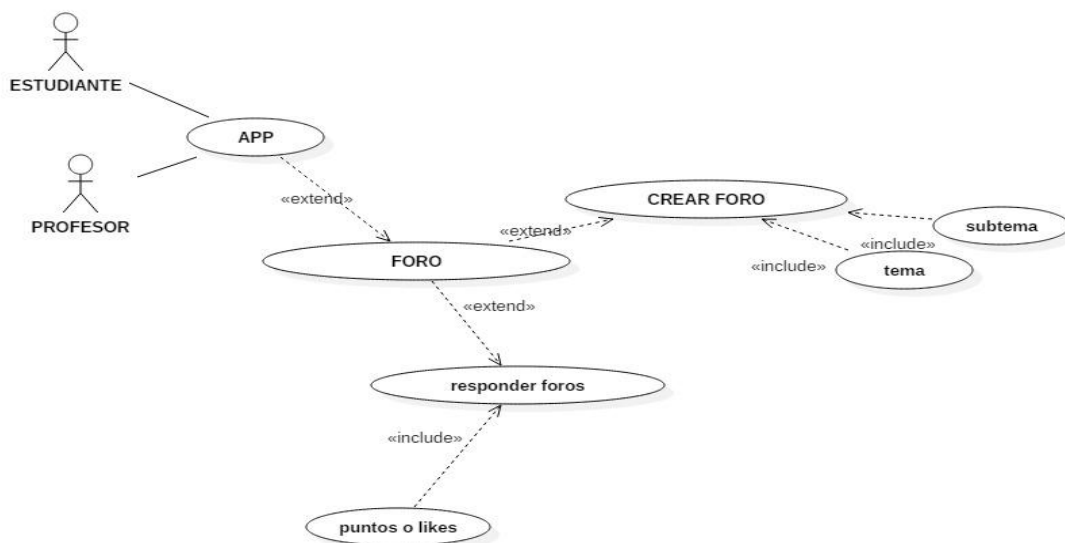 ESTUDIANTE
APP
PROFESOR
«extend»
CREAR FORO
«extend»
subtema
«include»
FORO
«include»
tema
«extend»
responder foros
«include»
puntos o likes